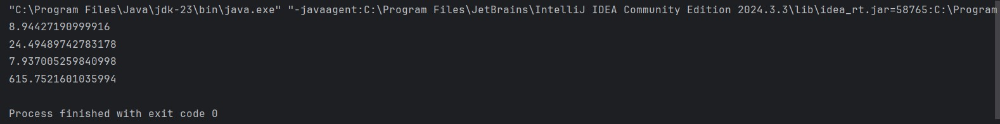 "C:\Program Files\Java\jdk-23\bin\java.exe" "-javaagent:C:\Program Files\JetBrains\IntelliJ IDEA Community Edition 2024.3.3\lib\idea_rt.jar=58765:C:\Program
8.94427190999916
24.49489742783178
7.937005259840998
615.7521601035994
Process finished with exit code 0